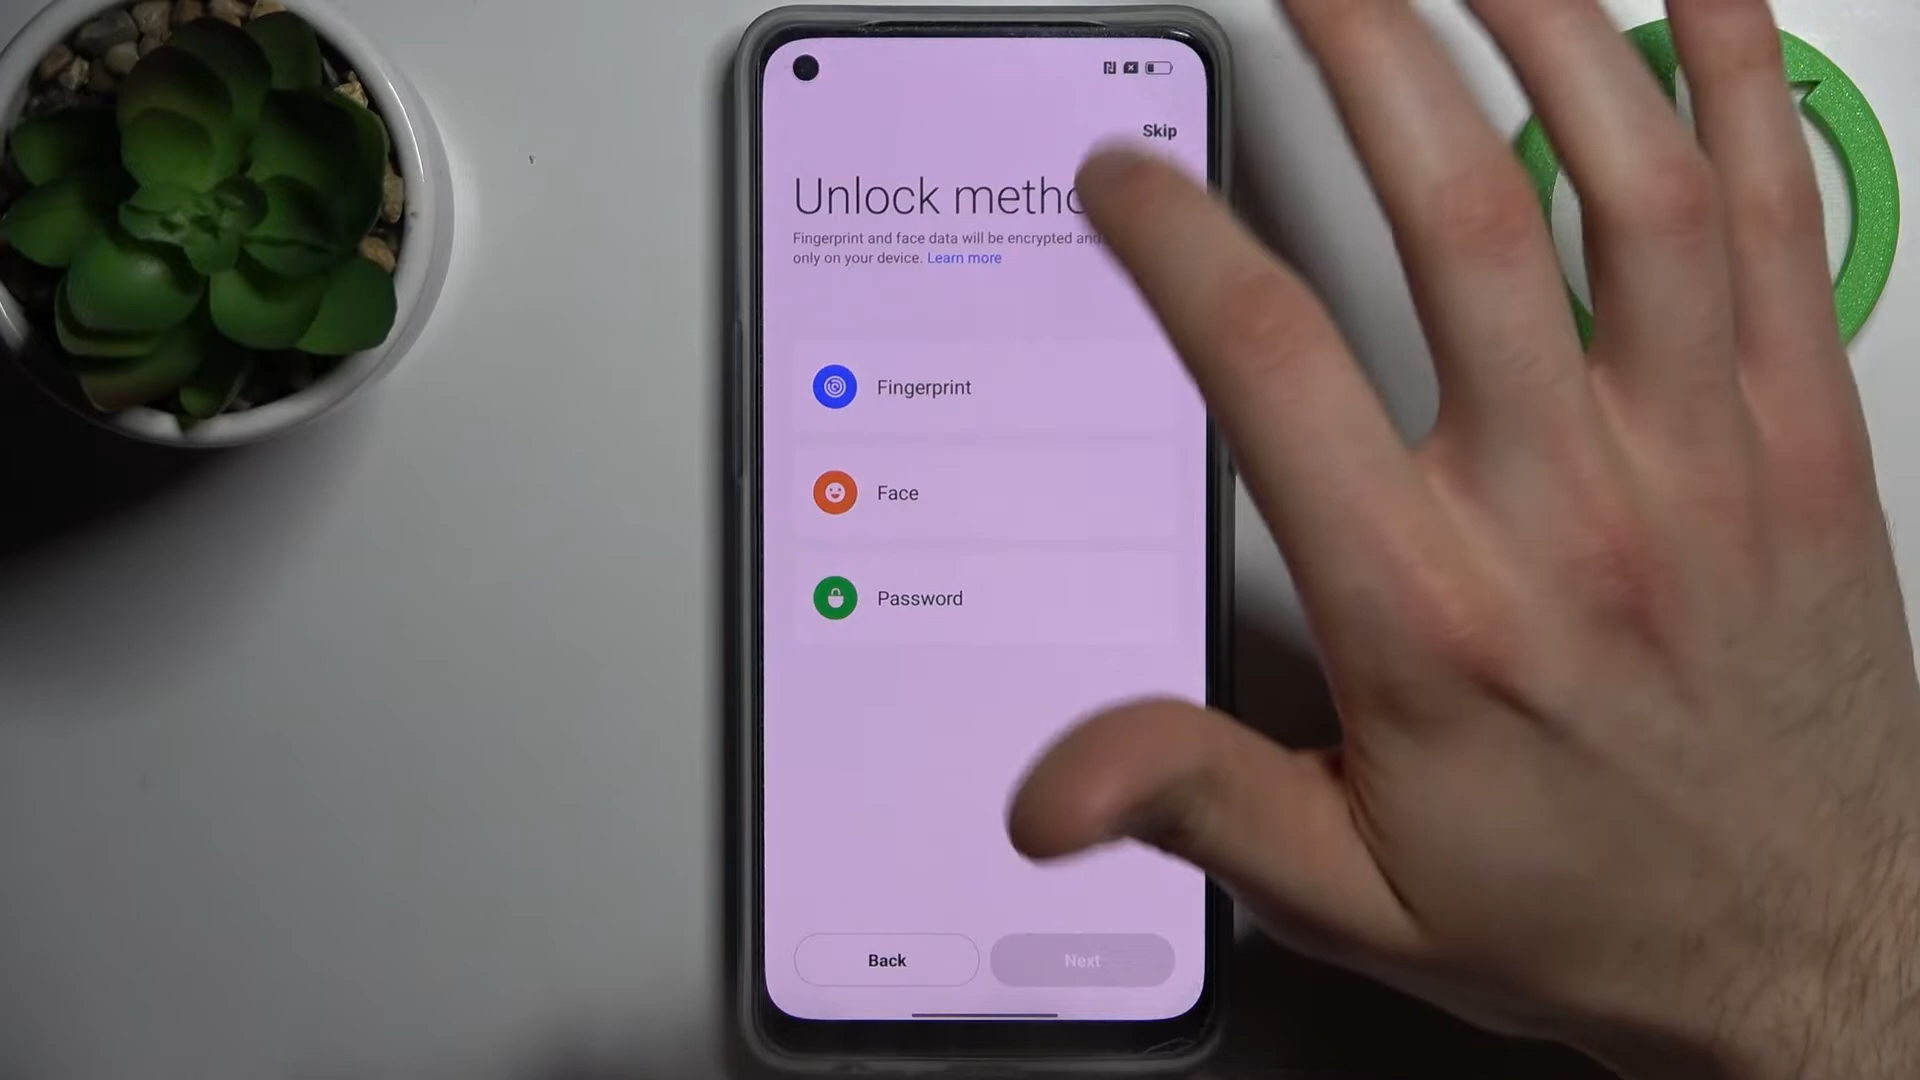 Skip
Unlock
Fingerprint and face data will be encrypted and
only on your device. Learn more
Fingerprint
Face
Password
Back
Next